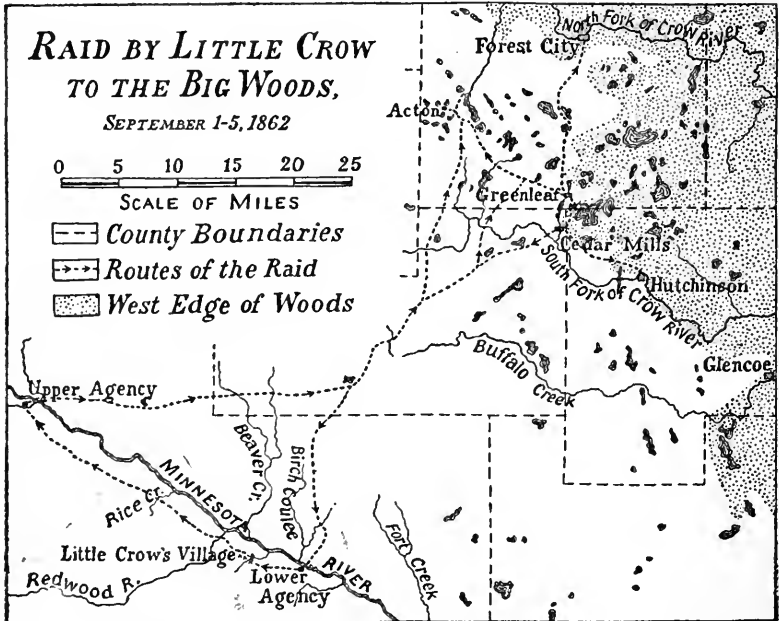 RAID BY LITTLE CROW
TO THE BIG WOODS,
SEPTEMBER 1-5, 1862
0 5 10 15 20 25
SCALE OF MILES
County Boundaries
Routes of the Raid
West Edge of Woods
NORTH FORK OF CROW RIVER
Forest City
Acton
Greenleaf
Cedar Mills
SOUTH FORK OF CROW RIVER
Hutchinson
Glencoe
Buffalo Creek
Upper Agency
Beaver Cr.
Birch Coulee
MINNESOTA RIVER
Rice Cr.
Fort Creek
Little Crow's Village
Lower
Agency
Redwood R.